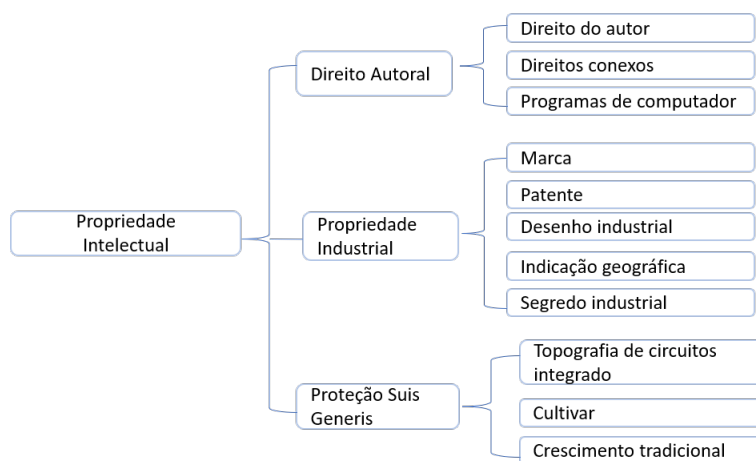 Propriedade
Intelectual
Direito Autoral
Direito do autor
Direitos conexos
Programas de computador
Propriedade
Industrial
Marca
Patente
Desenho industrial
Indicação geográfica
Segredo industrial
Proteção Suis
Generis
Topografia de circuitos
integrado
Cultivar
Crescimento tradicional